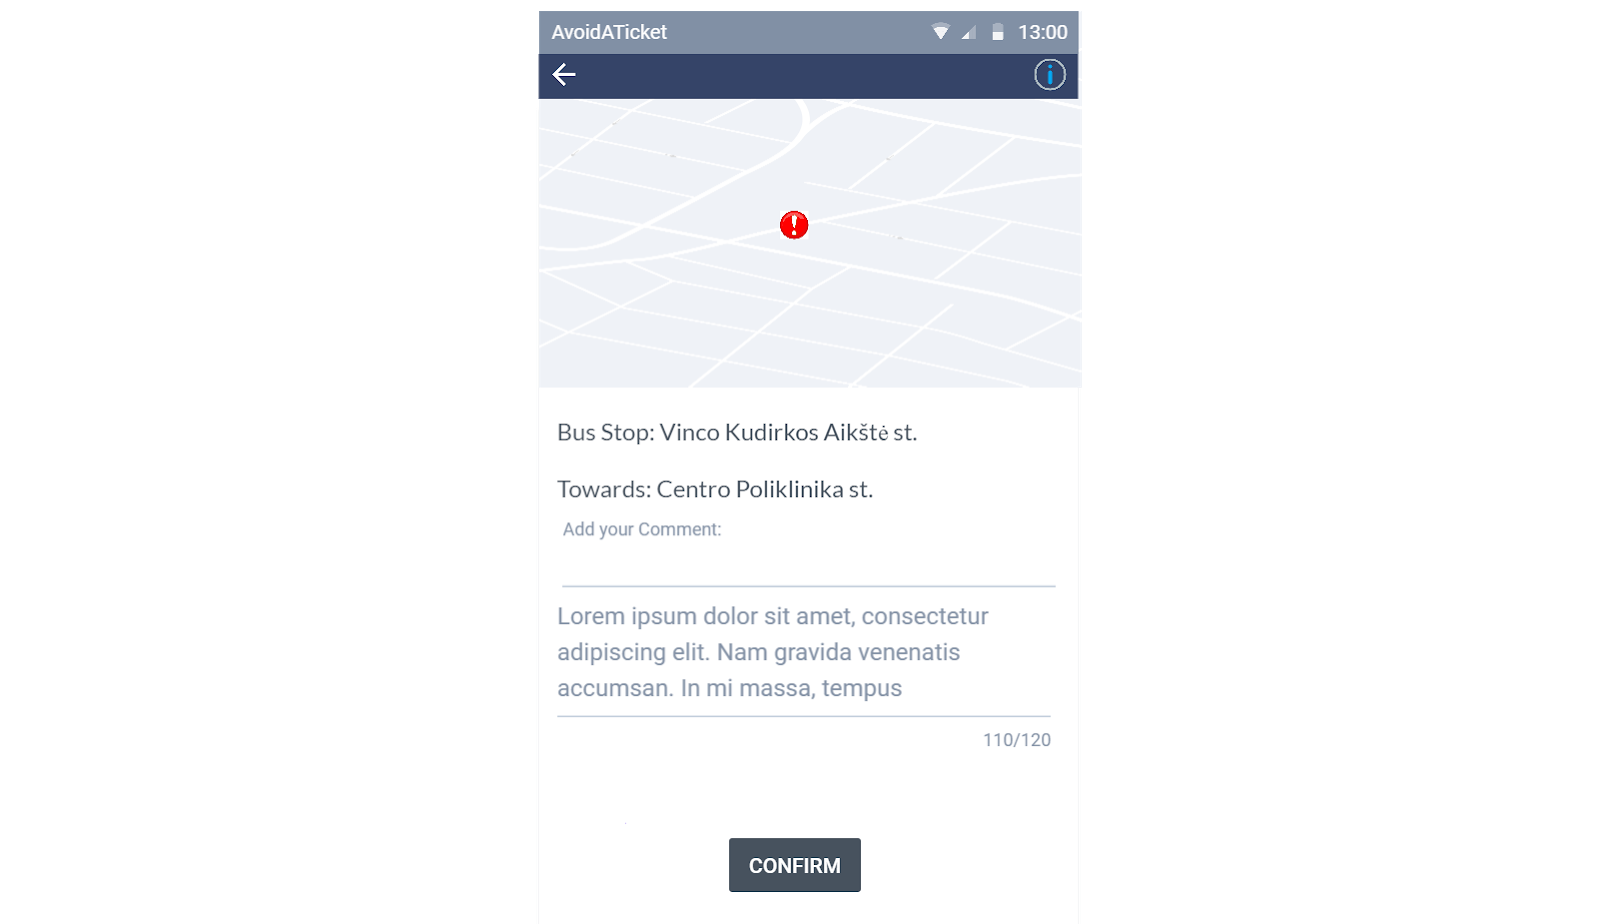 AvoidATicket 13:00
Bus Stop: Vinco Kudirkos Aikštė st.
Towards: Centro Poliklinika st.
Add your Comment:
Lorem ipsum dolor sit amet, consectetur
adipiscing elit. Nam gravida venenatis
accumsan. In mi massa, tempus
110/120
CONFIRM